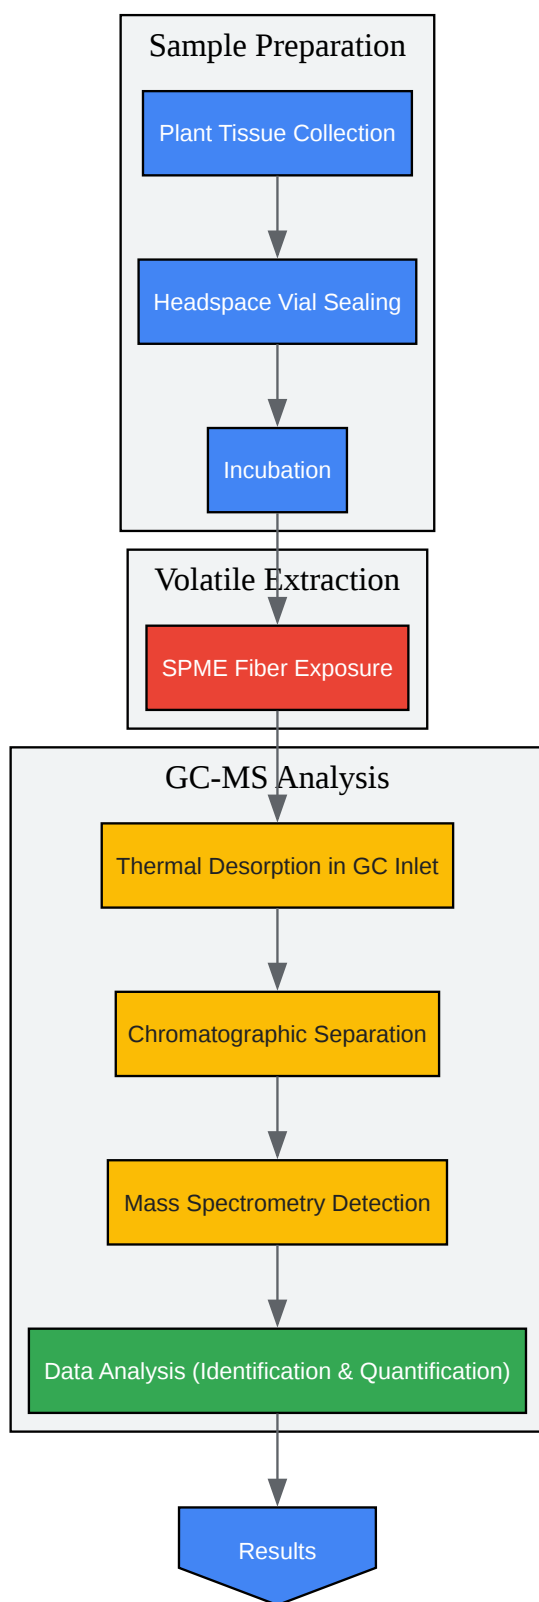 Sample Preparation
Plant Tissue Collection
Headspace Vial Sealing
Incubation
Volatile Extraction
SPME Fiber Exposure
GC-MS Analysis
Thermal Desorption in GC Inlet
Chromatographic Separation
Mass Spectrometry Detection
Data Analysis (Identification & Quantification)
Results